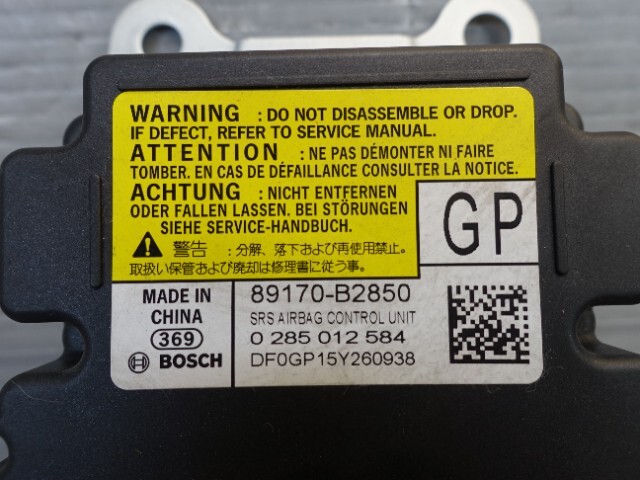 WARNING : DO NOT DISASSEMBLE OR DROP.
IF DEFECT, REFER TO SERVICE MANUAL.
ATTENTION : NE PAS DÉMONTER NI FAIRE
TOMBER. EN CAS DE DÉFAILLANCE CONSULTER LA NOTICE.
ACHTUNG : NICHT ENTFERNEN
ODER FALLEN LASSEN. BEI STÖRUNGEN
SIEHE SERVICE-HANDBUCH.
GP
警告 : 分解、落下および再使用禁止。
取扱い保管および廃却は修理書に従う事。
MADE IN
CHINA
369
BOSCH
89170-B2850
SRS AIRBAG CONTROL UNIT
0 285 012 584
DF0GP15Y260938